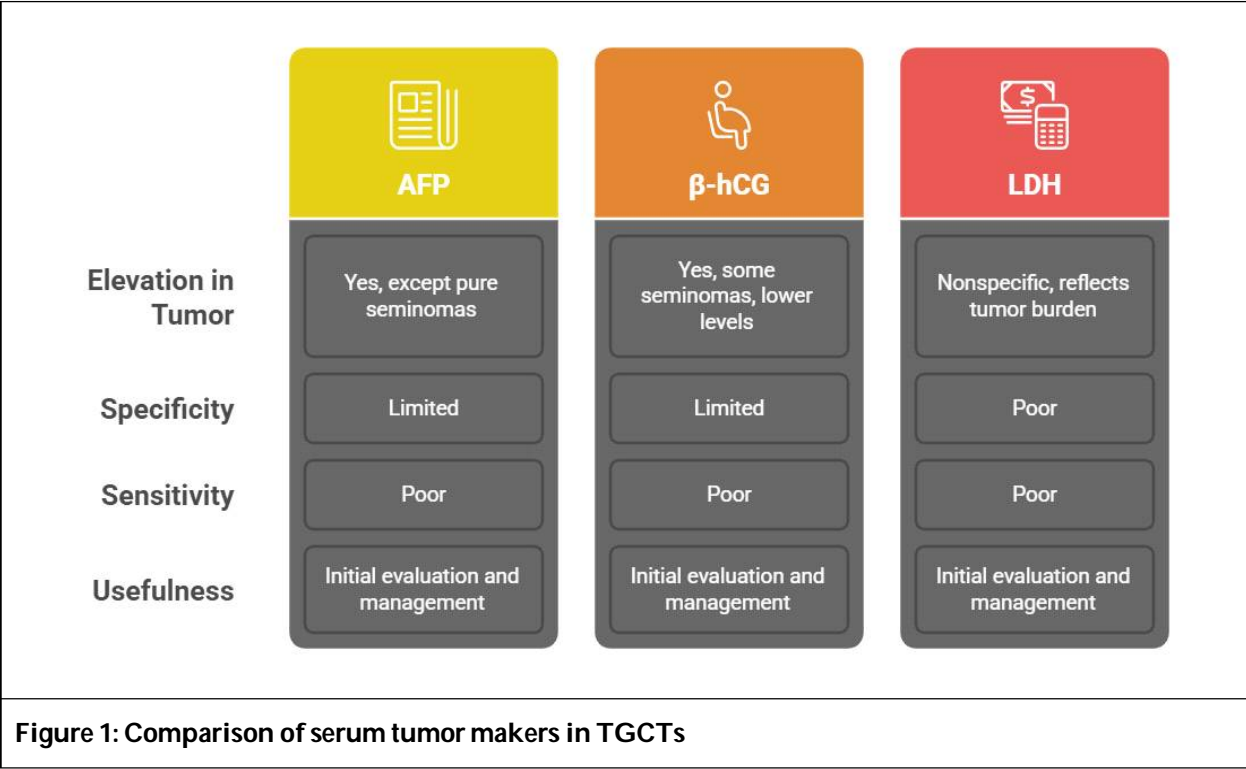 AFP
β-hCG
LDH
Elevation in
Tumor
Yes, except pure
seminomas
Yes, some
seminomas, lower
levels
Nonspecific, reflects
tumor burden
Specificity
Limited
Limited
Poor
Sensitivity
Poor
Poor
Poor
Usefulness
Initial evaluation and
management
Initial evaluation and
management
Initial evaluation and
management
Figure 1: Comparison of serum tumor makers in TGCTs